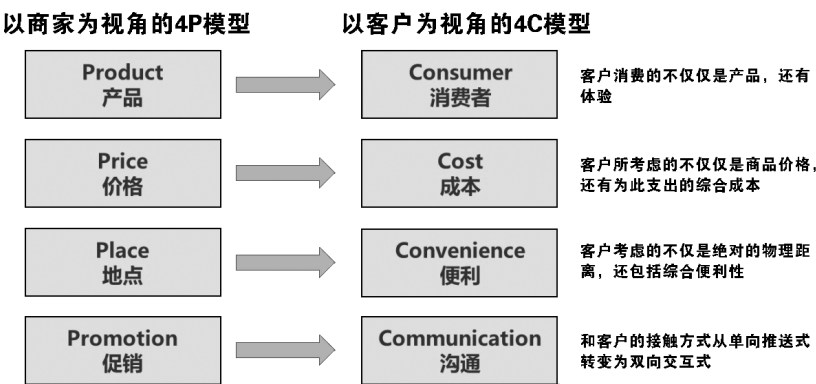 以商家为视角的4P模型
以客户为视角的4C模型
Product
产品
Consumer
消费者
客户消费的不仅仅是产品，还有
体验
Price
价格
Cost
成本
客户所考虑的不仅仅是商品价格，
还有为此支出的综合成本
Place
地点
Convenience
便利
客户考虑的不仅是绝对的物理距
离，还包括综合便利性
Promotion
促销
Communication
沟通
和客户的接触方式从单向推送式
转变为双向交互式